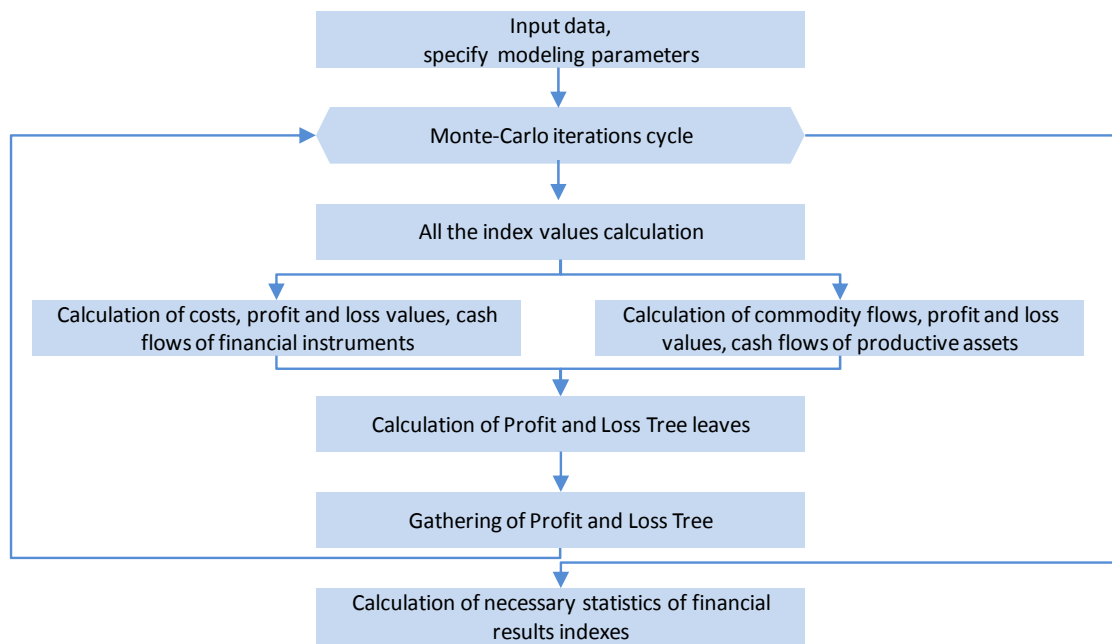 Input data,
specify modeling parameters
Monte-Carlo iterations cycle
All the index values calculation
Calculation of costs, profit and loss values, cash
flows of financial instruments
Calculation of commodity flows, profit and loss
values, cash flows of productive assets
Calculation of Profit and Loss Tree leaves
Gathering of Profit and Loss Tree
Calculation of necessary statistics of financial
results indexes